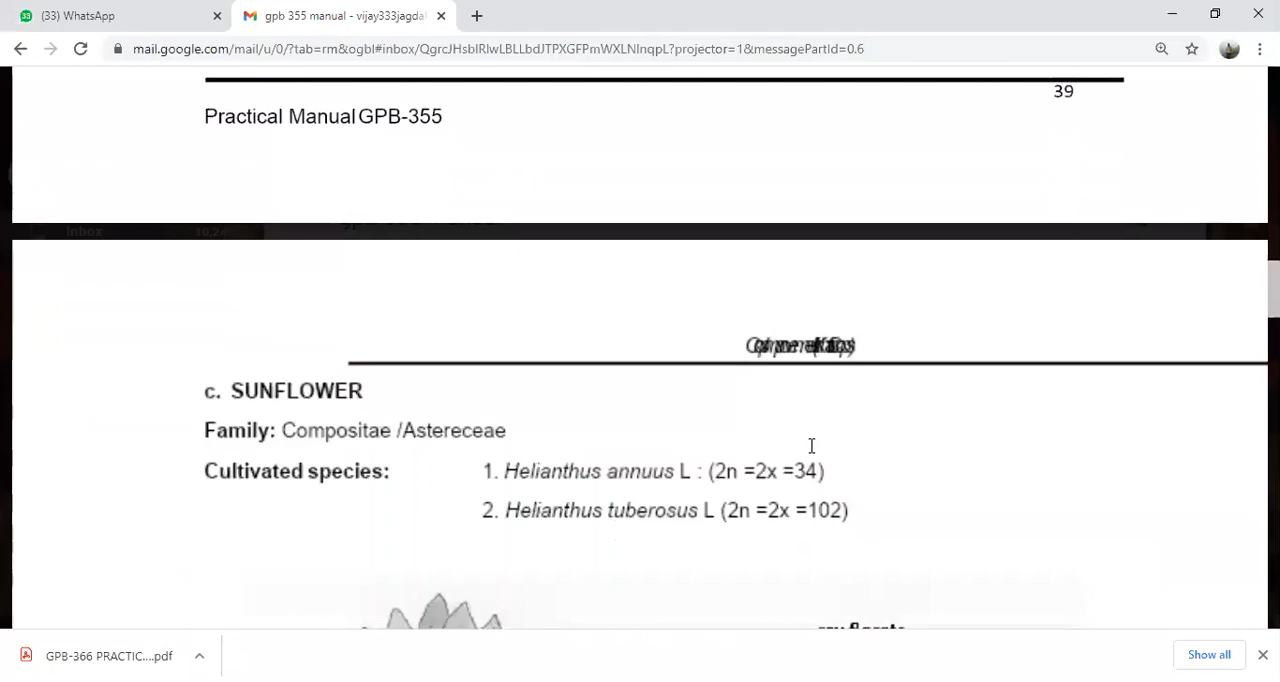 (33) WhatsApp
gpb 355 manual - vijay333jagdal
mail.google.com/mail/u/0/?tab=rm&ogbl#inbox/QgrcJHsblRlwLBLLbdJTPXGFPmWXLNlnqpL?projector=1&messagePartId=0.6
39
Practical Manual GPB-355
Inbox
c. SUNFLOWER
Family: Compositae /Astereceae
Cultivated species: 1. Helianthus annuus L : (2n =2x =34)
2. Helianthus tuberosus L (2n =2x =102)
GPB-366 PRACTIC....pdf
Show all